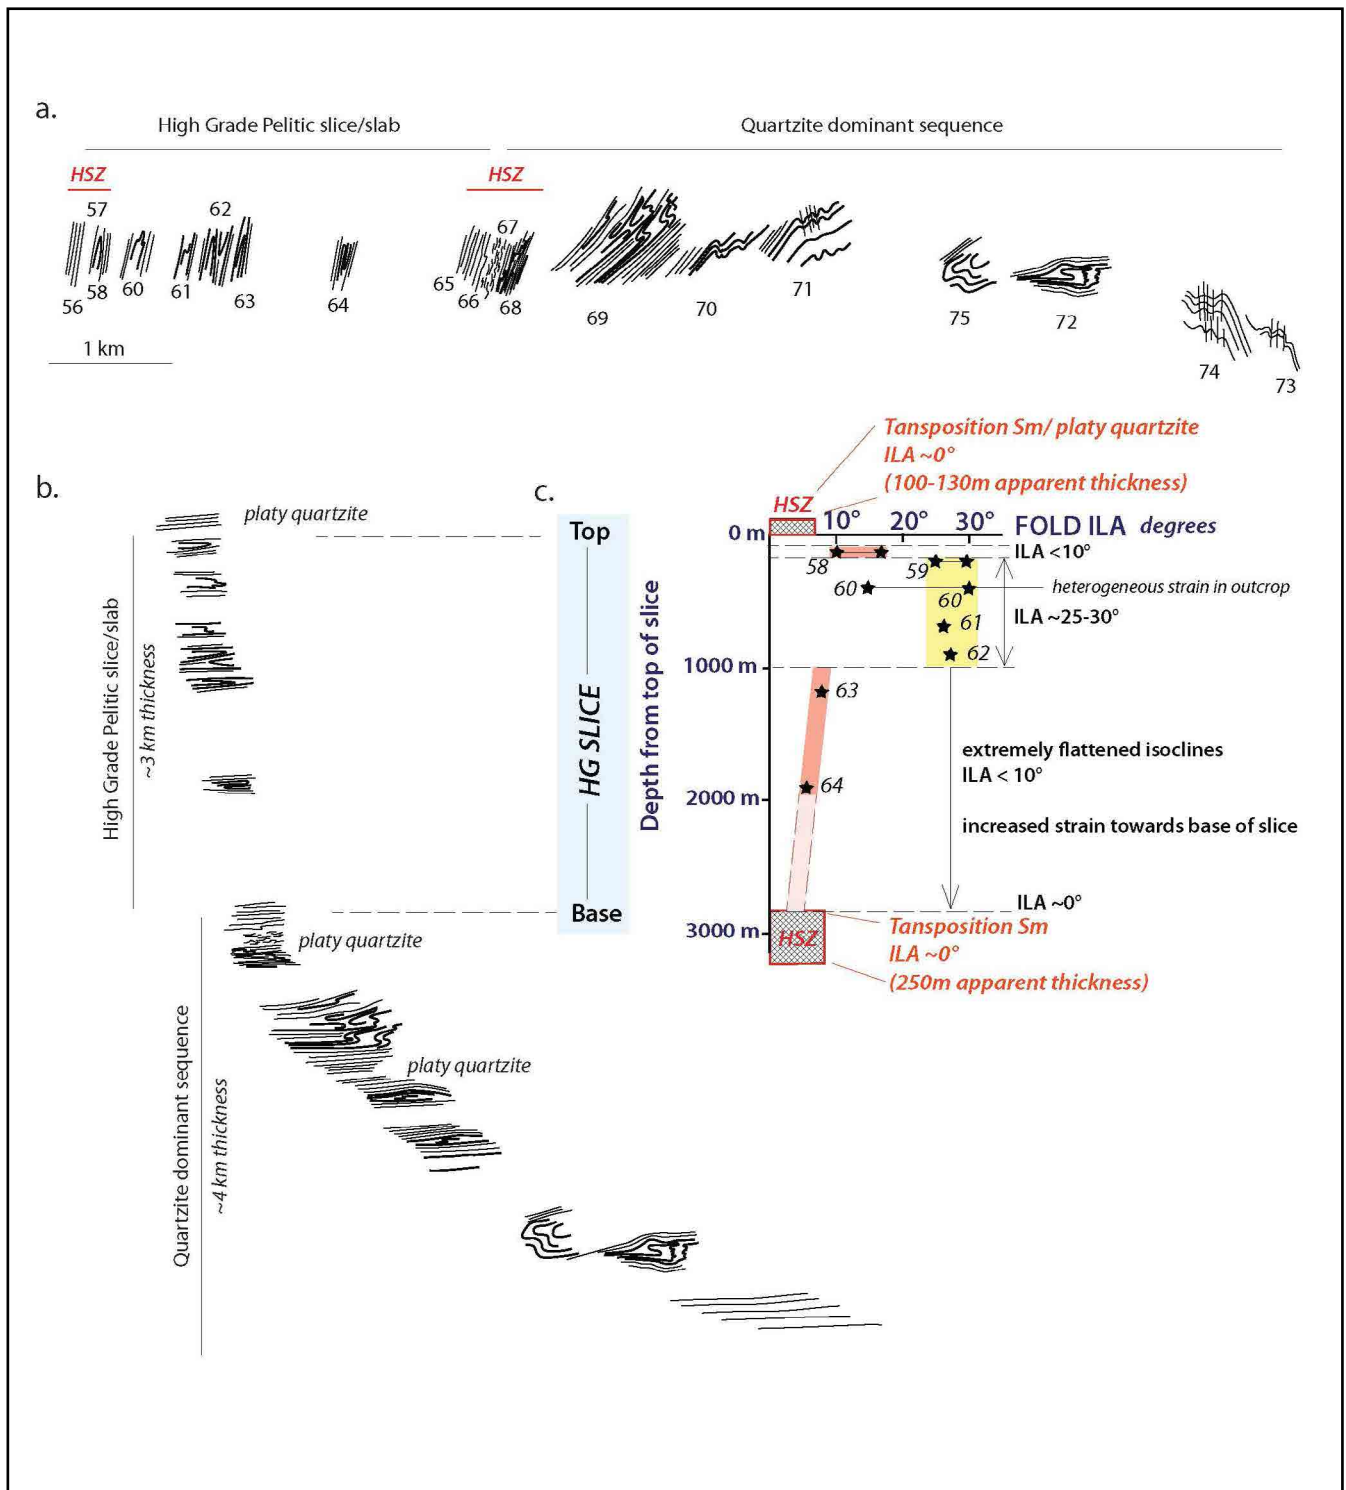 a.
High Grade Pelitic slice/slab
Quartzite dominant sequence
HSZ
HSZ
57
62
67
56
58
60
61
63
64
65
66
68
69
70
71
75
72
74
73
1 km
b.
platy quartzite
High Grade Pelitic slice/slab
~3 km thickness
platy quartzite
Quartzite dominant sequence
~4 km thickness
platy quartzite
c.
Tansposition Sm/ platy quartzite
ILA ~0°
(100-130m apparent thickness)
HSZ
Top
HG SLICE
Base
Depth from top of slice
0 m
10°
20°
30°
FOLD ILA degrees
ILA <10°
58
59
60
60
heterogeneous strain in outcrop
61
ILA ~25-30°
62
1000 m
63
extremely flattened isoclines
ILA < 10°
64
2000 m
increased strain towards base of slice
ILA ~0°
3000 m
HSZ
Tansposition Sm
ILA ~0°
(250m apparent thickness)